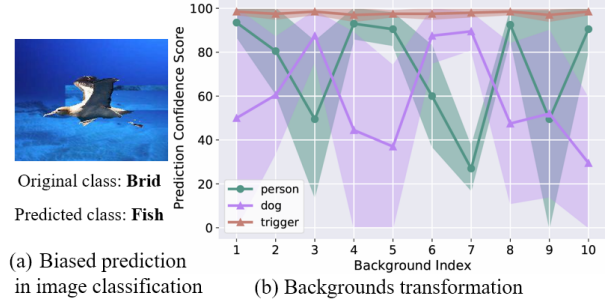 Original class: Brid
Predicted class: Fish
(a) Biased prediction
in image classification
Prediction Confidence Score
100
80
60
40
20
0
person
dog
trigger
1 2 3 4 5 6 7 8 9 10
Background Index
(b) Backgrounds transformation